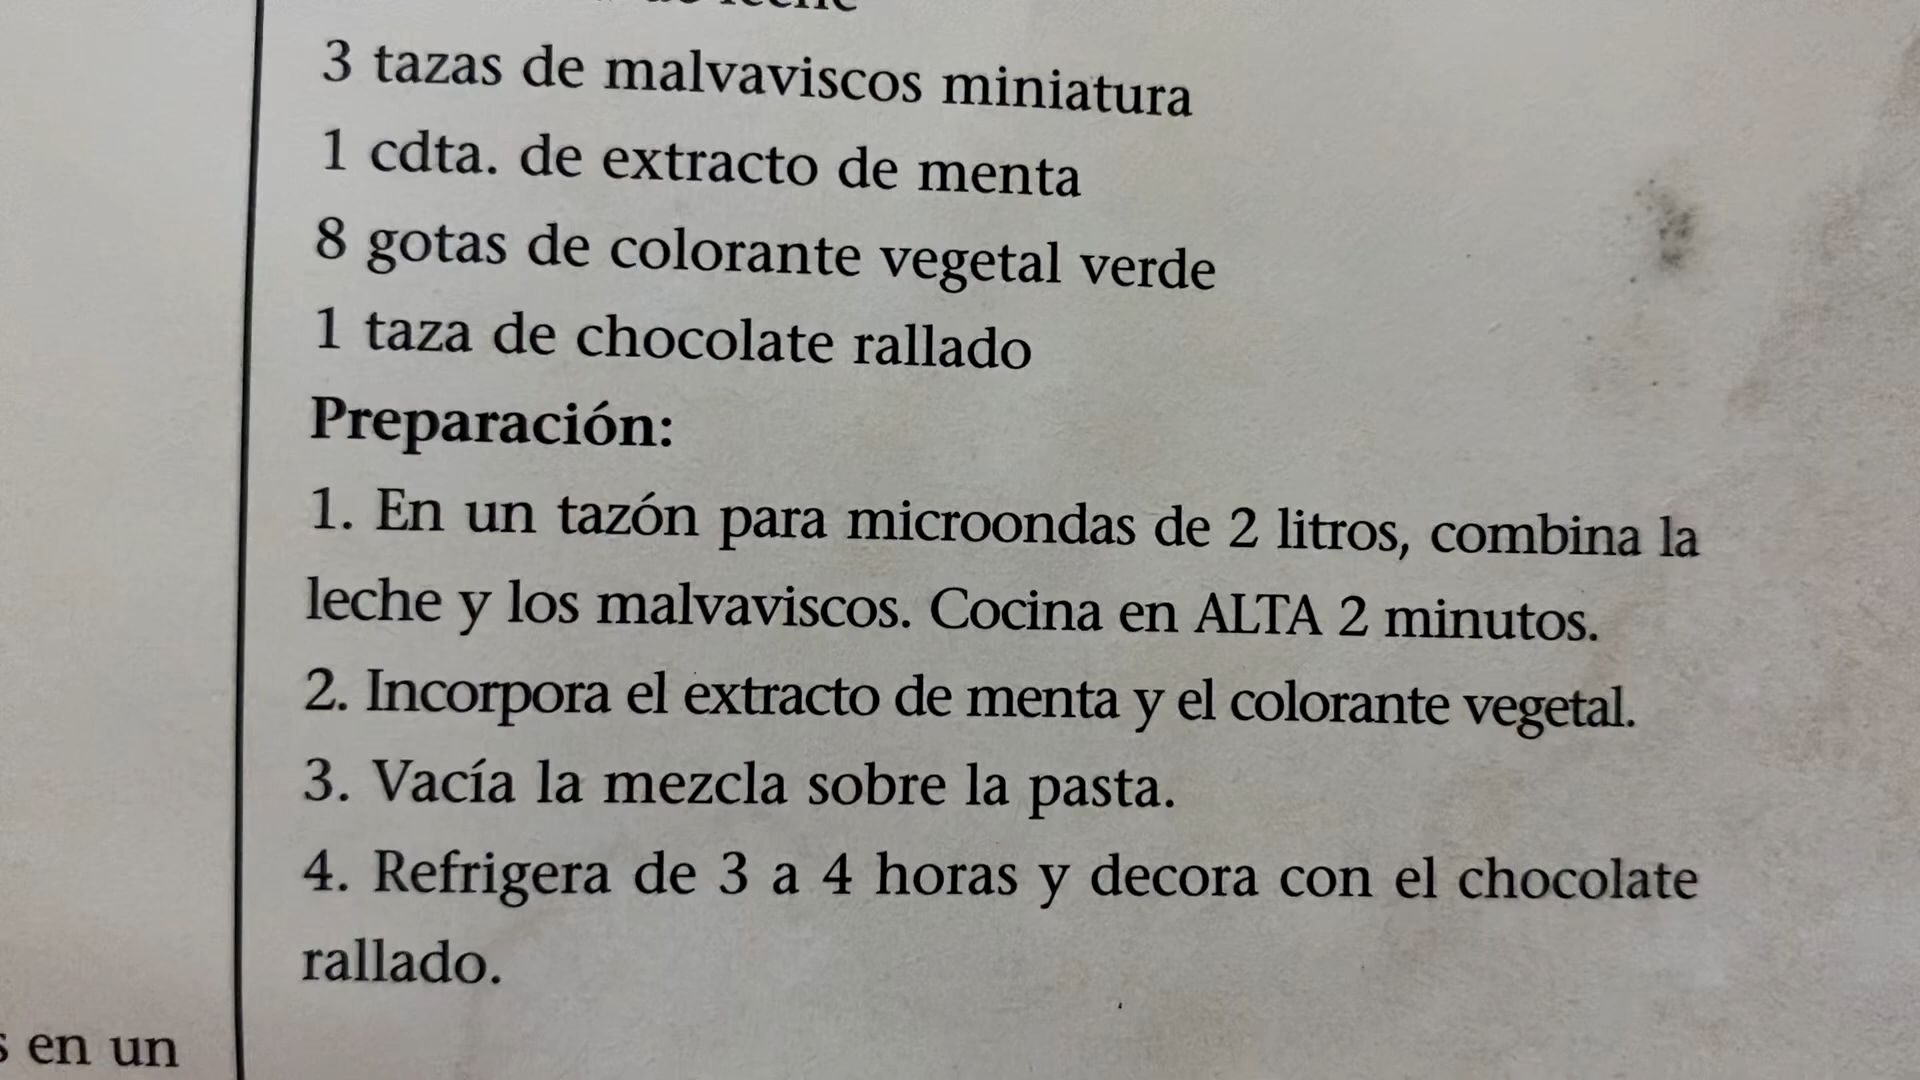 leche
3 tazas de malvaviscos miniatura
1 cdta. de extracto de menta
8 gotas de colorante vegetal verde
1 taza de chocolate rallado
Preparación:
1. En un tazón para microondas de 2 litros, combina la
leche y los malvaviscos. Cocina en ALTA 2 minutos.
2. Incorpora el extracto de menta y el colorante vegetal.
3. Vacía la mezcla sobre la pasta.
4. Refrigera de 3 a 4 horas y decora con el chocolate
rallado.
en un